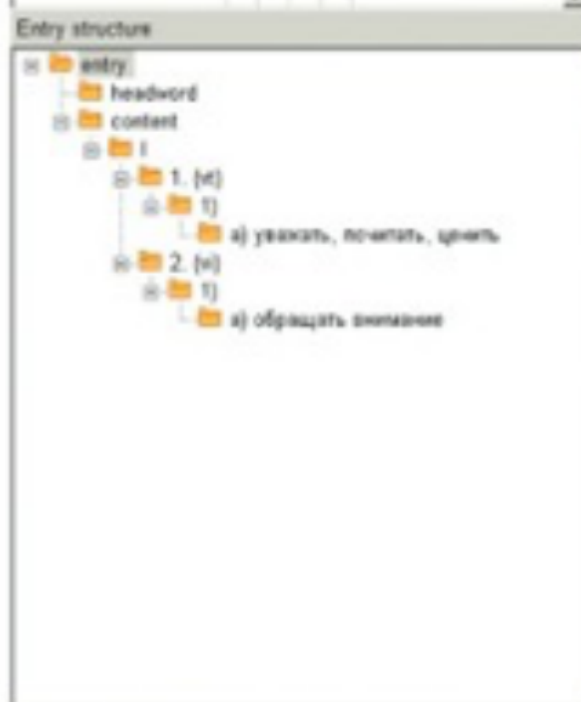 Entry structure
entry
headword
content
I
1. (vt)
1)
a) уважать, почитать, ценить
2. (vi)
1)
a) обращать внимание